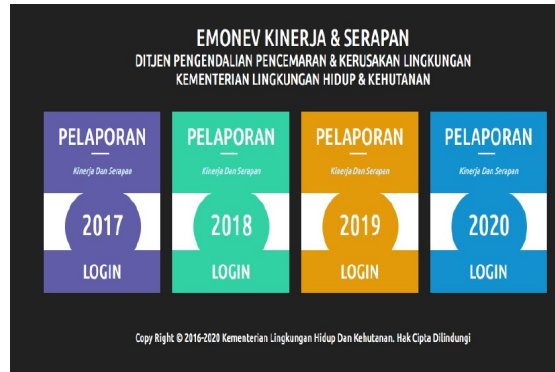 EMONEV KINERJA & SERAPAN
DITJEN PENGENDALIAN PENCEMARAN & KERUSAKAN LINGKUNGAN
KEMENTERIAN LINGKUNGAN HIDUP & KEHUTANAN
PELAPORAN
Kinerja Dan Serapan
2017
LOGIN
PELAPORAN
Kinerja Dan Serapan
2018
LOGIN
PELAPORAN
Kinerja Dan Serapan
2019
LOGIN
PELAPORAN
Kinerja Dan Serapan
2020
LOGIN
Copy Right © 2016-2020 Kementerian Lingkungan Hidup Dan Kehutanan. Hak Cipta Dilindungi